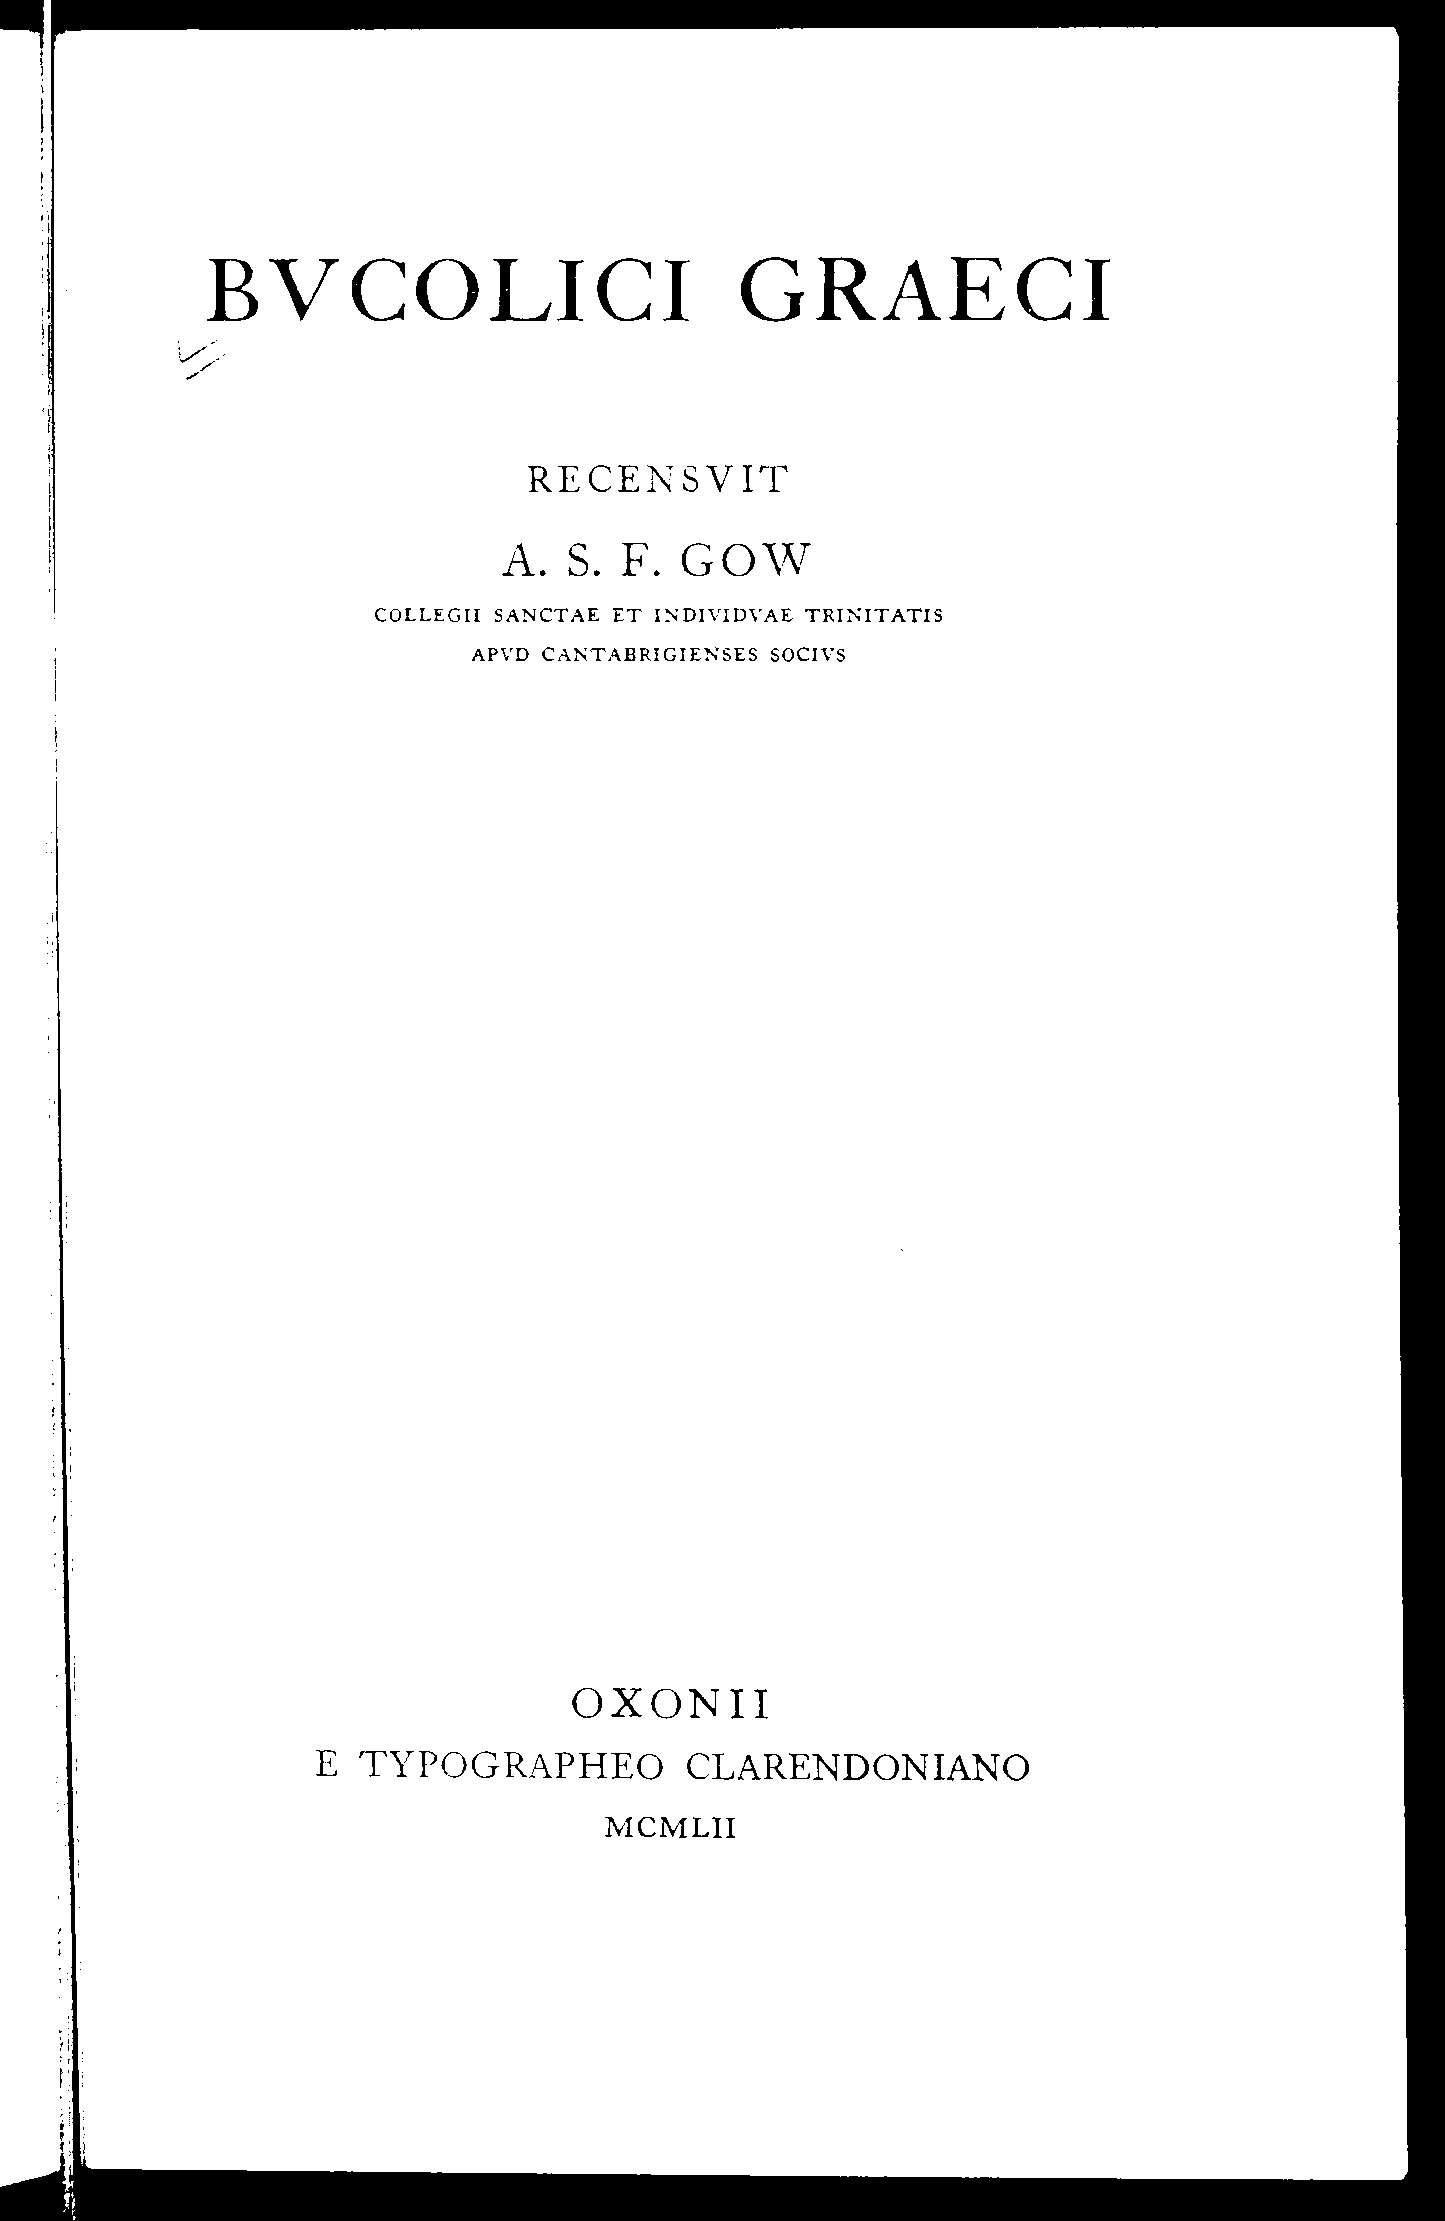 BVCOLICI GRAECI
RECENSVIT
A. S. F. GOW
COLLEGII SANCTAE ET INDIVIDVAE TRINITATIS
APVD CANTABRIGIENSES SOCIVS
OXONII
E TYPOGRAPHEO CLARENDONIANO
MCMLII